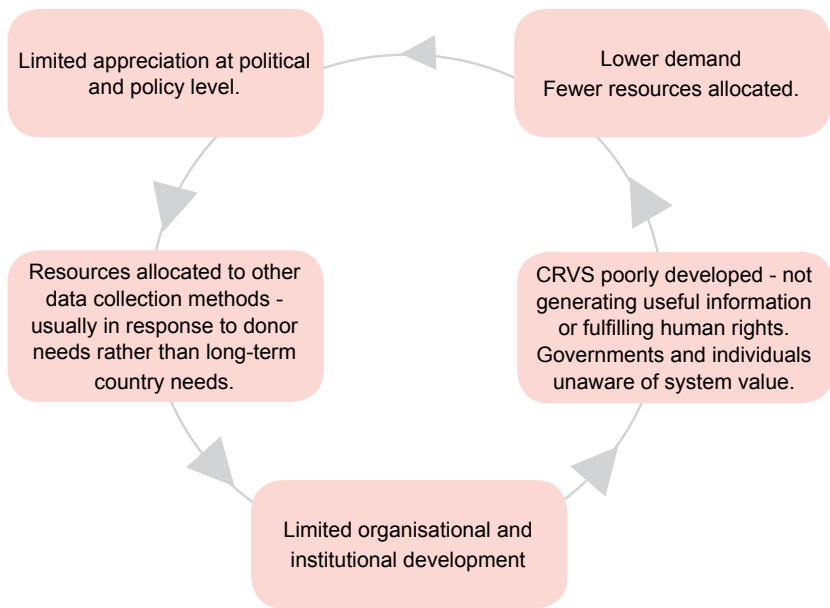 Limited appreciation at political
and policy level.
Lower demand
Fewer resources allocated.
Resources allocated to other
data collection methods -
usually in response to donor
needs rather than long-term
country needs.
CRVS poorly developed - not
generating useful information
or fulfilling human rights.
Governments and individuals
unaware of system value.
Limited organisational and
institutional development